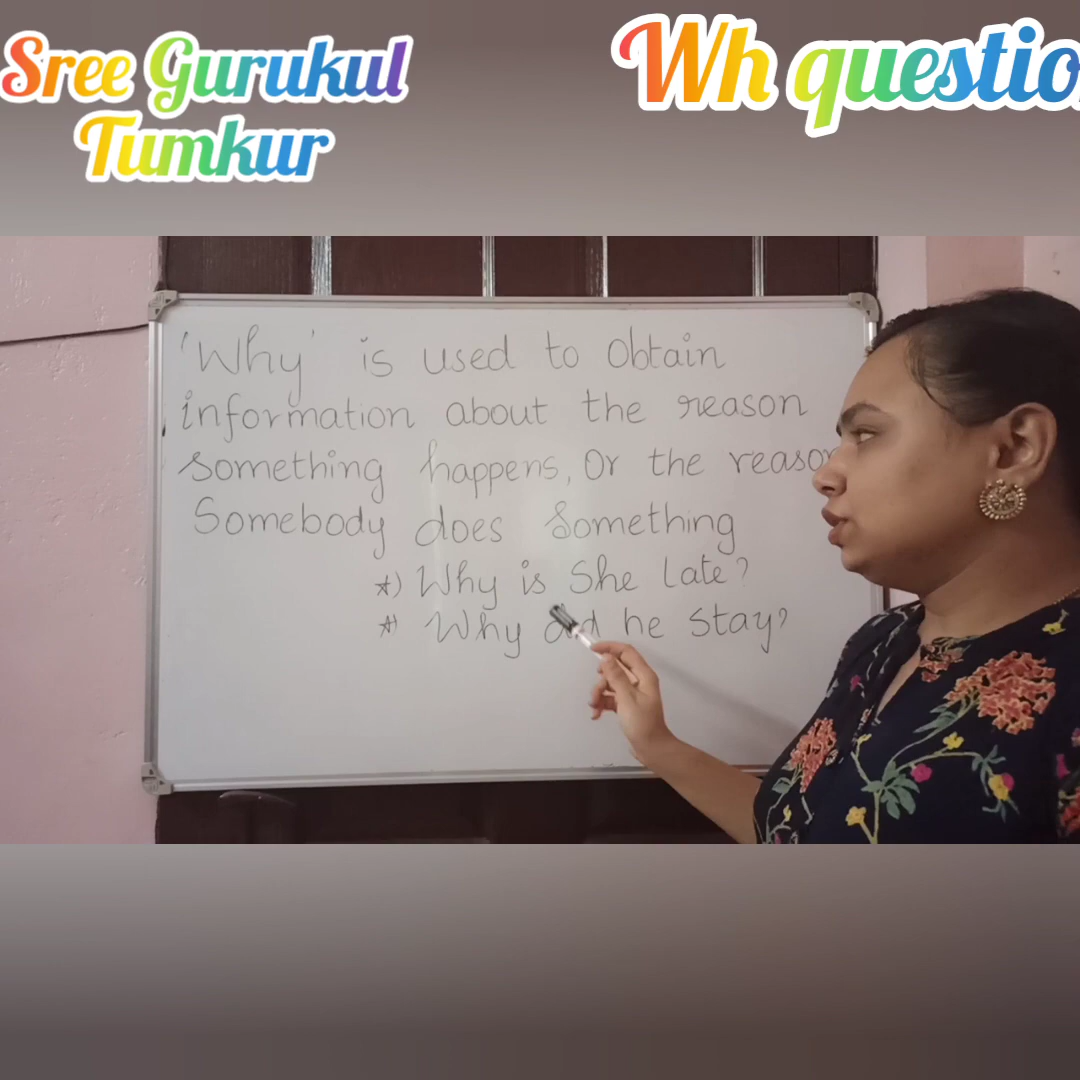 Sree Gurukul
Tumkur
Wh questio
'Why' is used to Obtain
information about the reason
Something happens, Or the reason
Somebody does Something
*) Why is She Late?
*) Why did he stay?